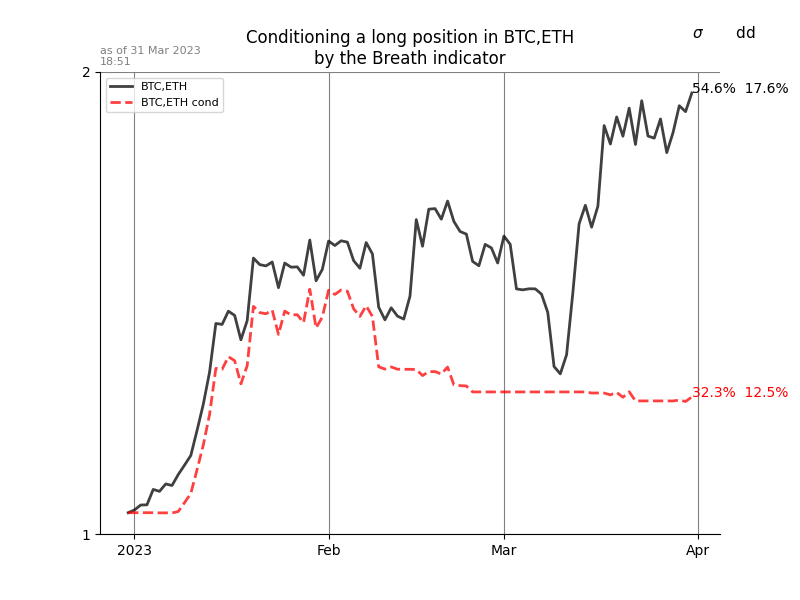 Conditioning a long position in BTC,ETH
by the Breath indicator
σ dd
as of 31 Mar 2023
18:51
2
BTC,ETH
BTC,ETH cond
54.6% 17.6%
32.3% 12.5%
1
2023 Feb Mar Apr